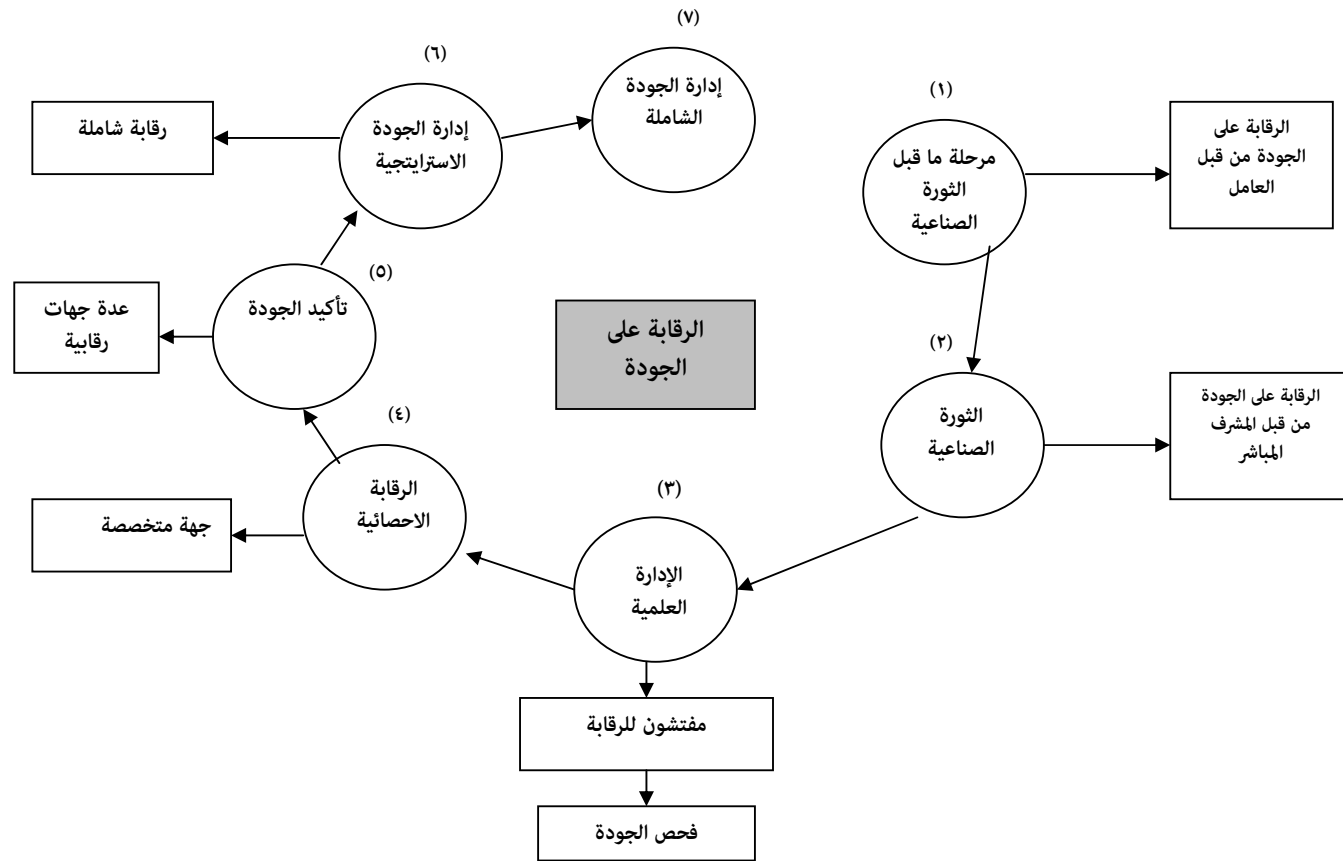 (١)
مرحلة ما قبل
الثورة
الصناعية
الرقابة على
الجودة من قبل
العامل
(٢)
الثورة
الصناعية
الرقابة على الجودة
من قبل المشرف
المباشر
(٣)
الإدارة
العلمية
مفتشون للرقابة
فحص الجودة
(٤)
الرقابة
الاحصائية
جهة متخصصة
(٥)
تأكيد الجودة
عدة جهات
رقابية
(٦)
إدارة الجودة
الاسترايتجية
رقابة شاملة
(٧)
إدارة الجودة
الشاملة
الرقابة على
الجودة